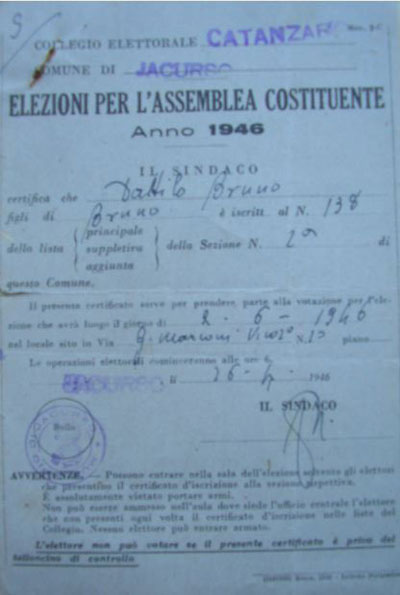 COLLEGIO ELETTORALE CATANZARO
COMUNE DI JACURSO
ELEZIONI PER L'ASSEMBLEA COSTITUENTE
Anno 1946
IL SINDACO
certifica che Dattilo Bruno
figli di Bruno è iscritt al N. 138
della lista principale suppletiva aggiunta della Sezione N. 2a di
questo Comune.
Il presente certificato serve per prendere parte alla votazione per l'ele-
zione che avrà luogo il giorno di 2-6-1946
nel locale sito in Via G. Marconi N. piano
Le operazioni elettorali cominceranno alle ore 6.
JACURSO li 26-4- 1946
IL SINDACO
Bollo
AVVERTENZE. - Possono entrare nella sala dell'elezione soltanto gli elettori
che presentino il certificato d'iscrizione alla sezione rispettiva.
È assolutamente vietato portare armi.
Non può essere ammesso nell'aula dove siede l'ufficio centrale l'elettore
che non presenti ogni volta il certificato d'iscrizione nelle liste del
Collegio. Nessun elettore può entrare armato.
L'elettore non può votare se il presente certificato è privo del
talloncino di controllo